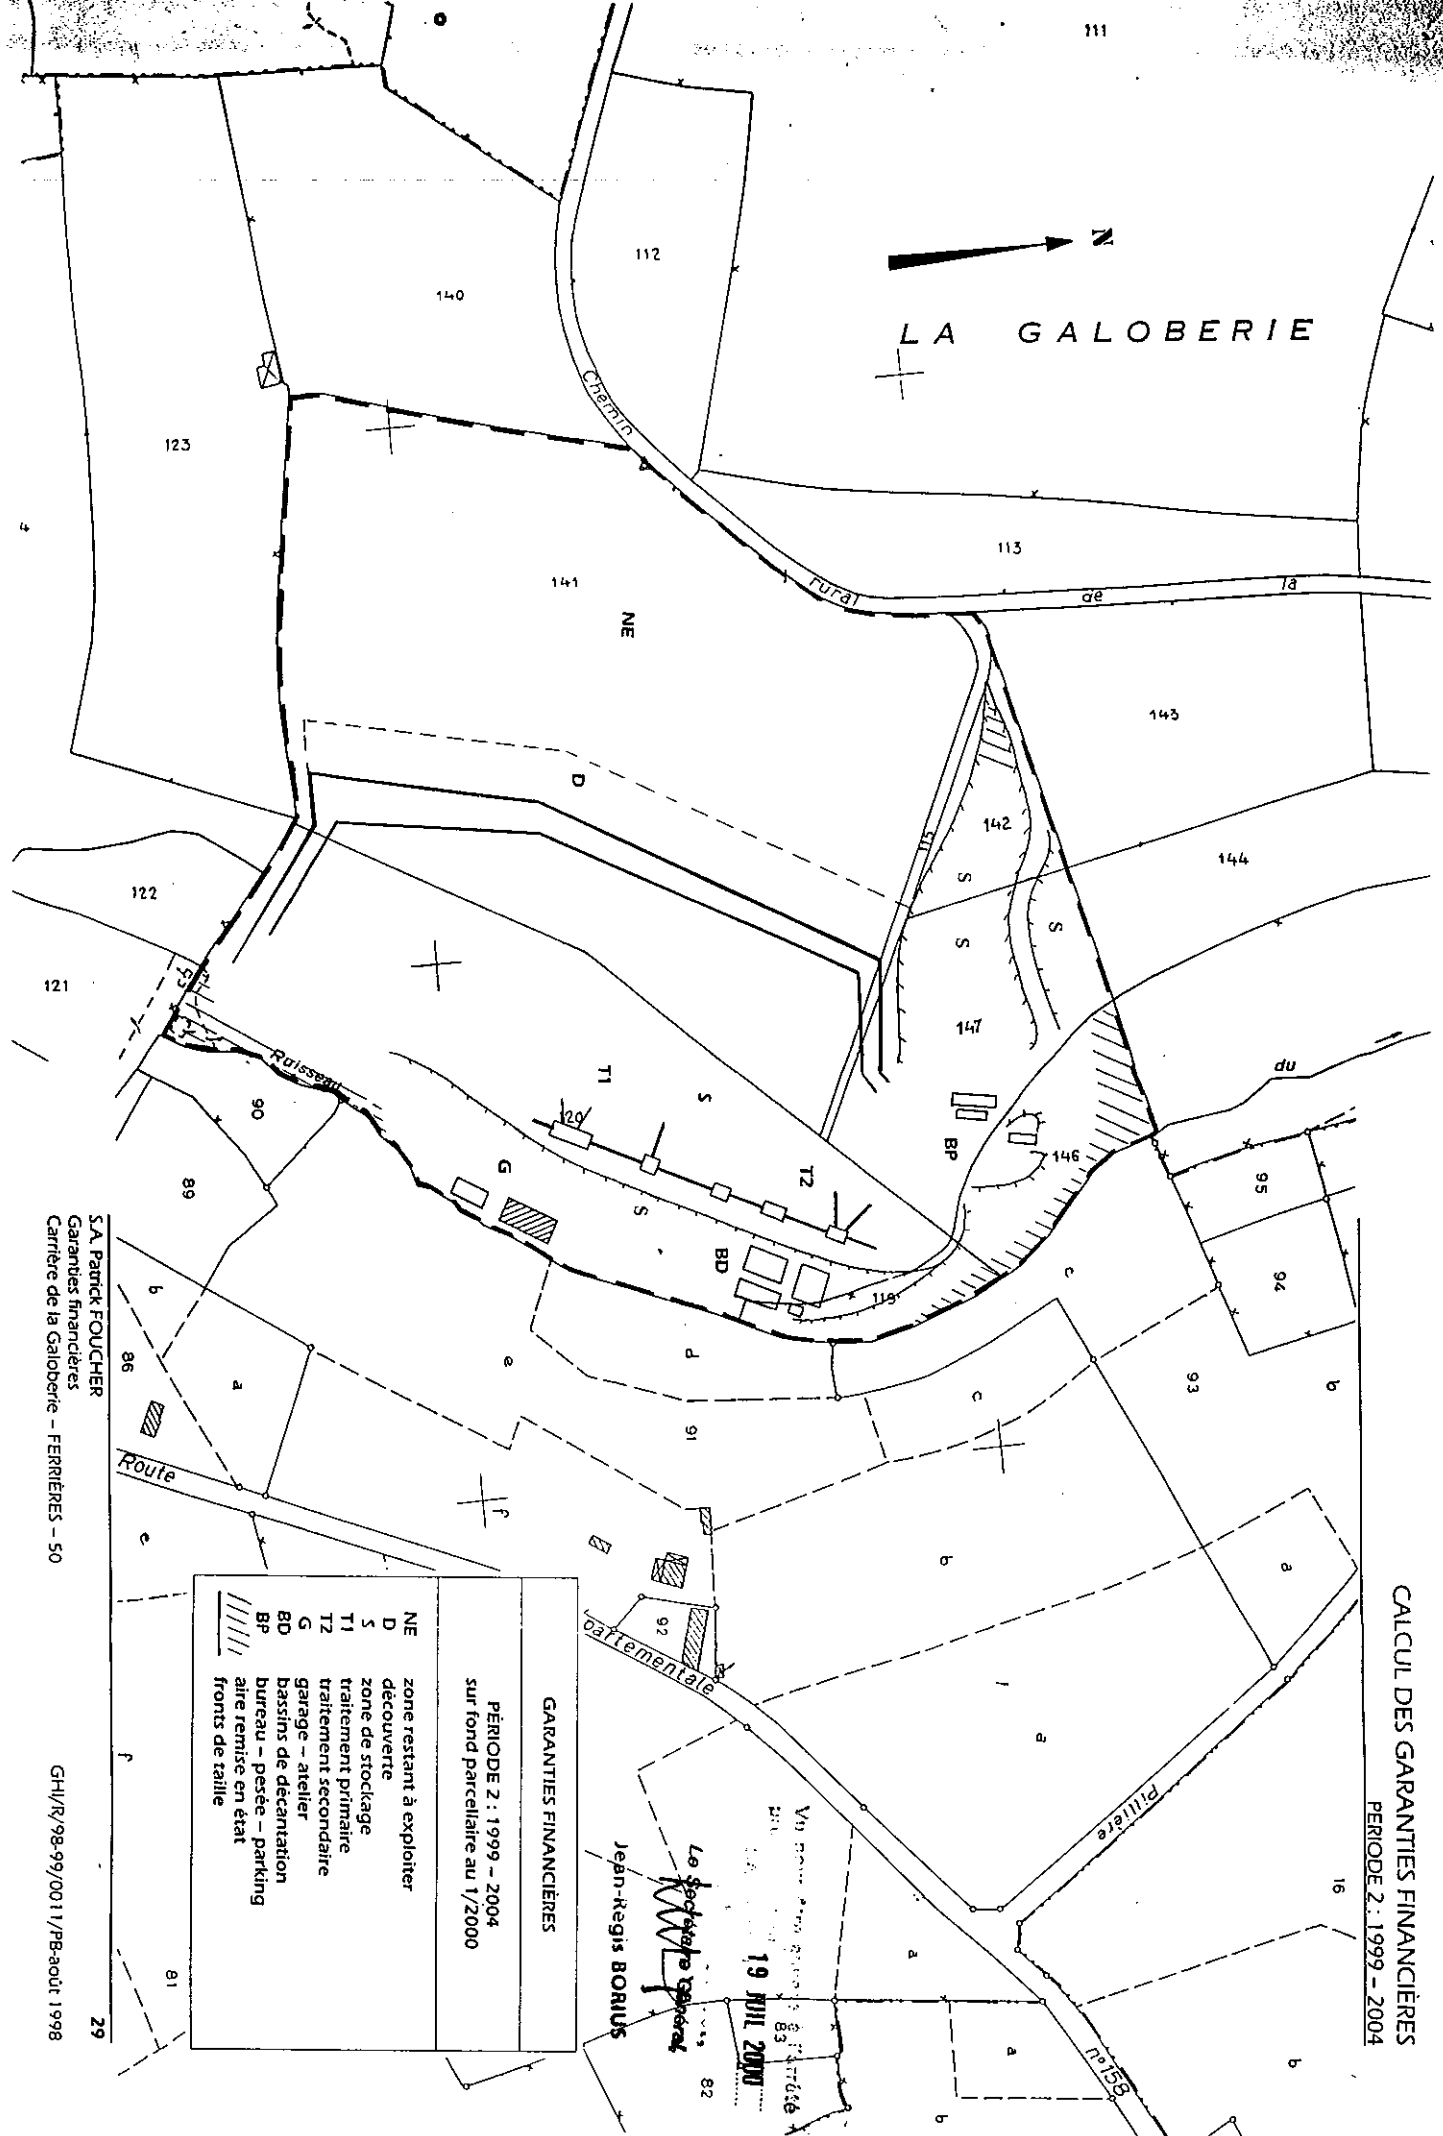 CALCUL DES GARANTIES FINANCIÈRES
PERIODE 2 : 1999 – 2004
111
N
LA GALOBERIE
112
140
123
4
141
NE
113
Chemin
rural
de
la
143
142
144
115
D
S
S
S
147
122
121
T1
S
T2
BP
146
du
Ruisseau
120
G
S
BD
119
90
89
95
94
93
b
c
c
d
e
91
b
a
86
Route
e
f
f
92
partementale
b
a
a
Pillière
16
b
a
a
b
n°158
83
82
81
GARANTIES FINANCIÈRES
PÉRIODE 2 : 1999 – 2004
sur fond parcellaire au 1/2000
NE zone restant à exploiter
D découverte
S zone de stockage
T1 traitement primaire
T2 traitement secondaire
G garage – atelier
BD bassins de décantation
BP bureau – pesée – parking
aire remise en état
fronts de taille
19 JUIL 2000
Le Secrétaire Général
Jean-Régis BORIUS
S.A. Patrick FOUCHER
Garanties financières
Carrière de la Galoberie – FERRIÈRES – 50
GHI/R/98-99/0011/PB-août 1998
29